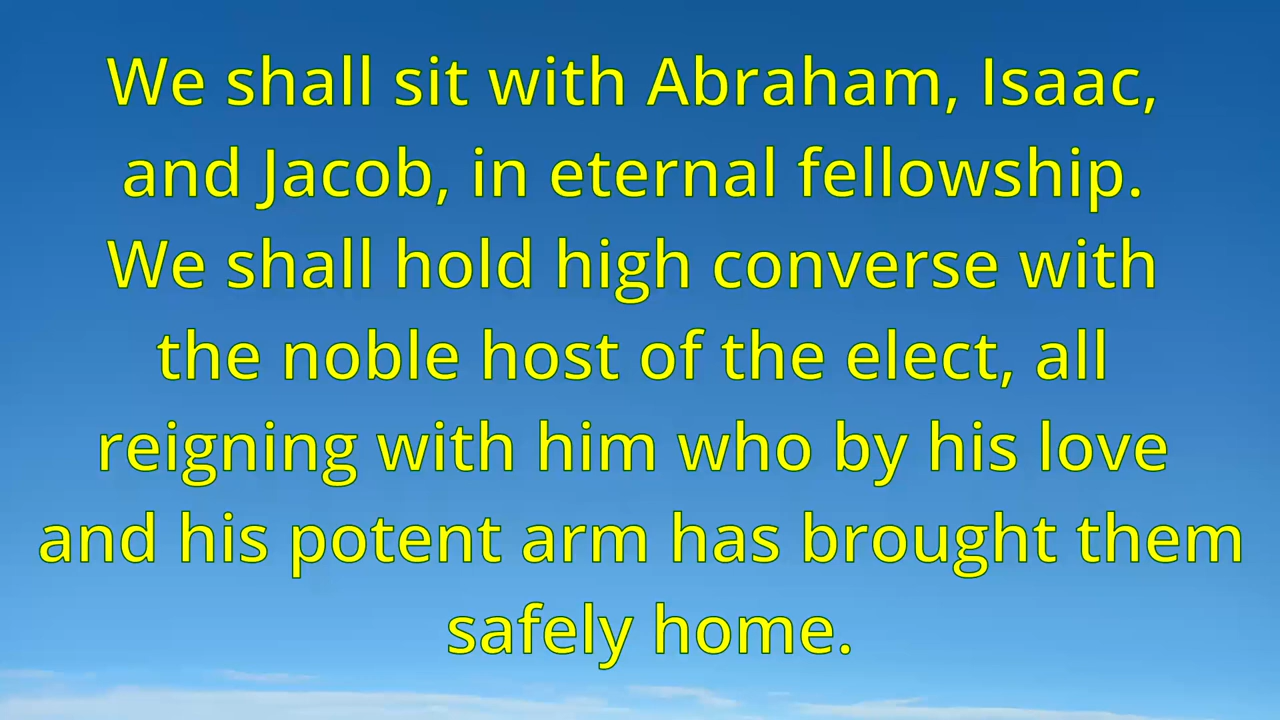 We shall sit with Abraham, Isaac,
and Jacob, in eternal fellowship.
We shall hold high converse with
the noble host of the elect, all
reigning with him who by his love
and his potent arm has brought them
safely home.